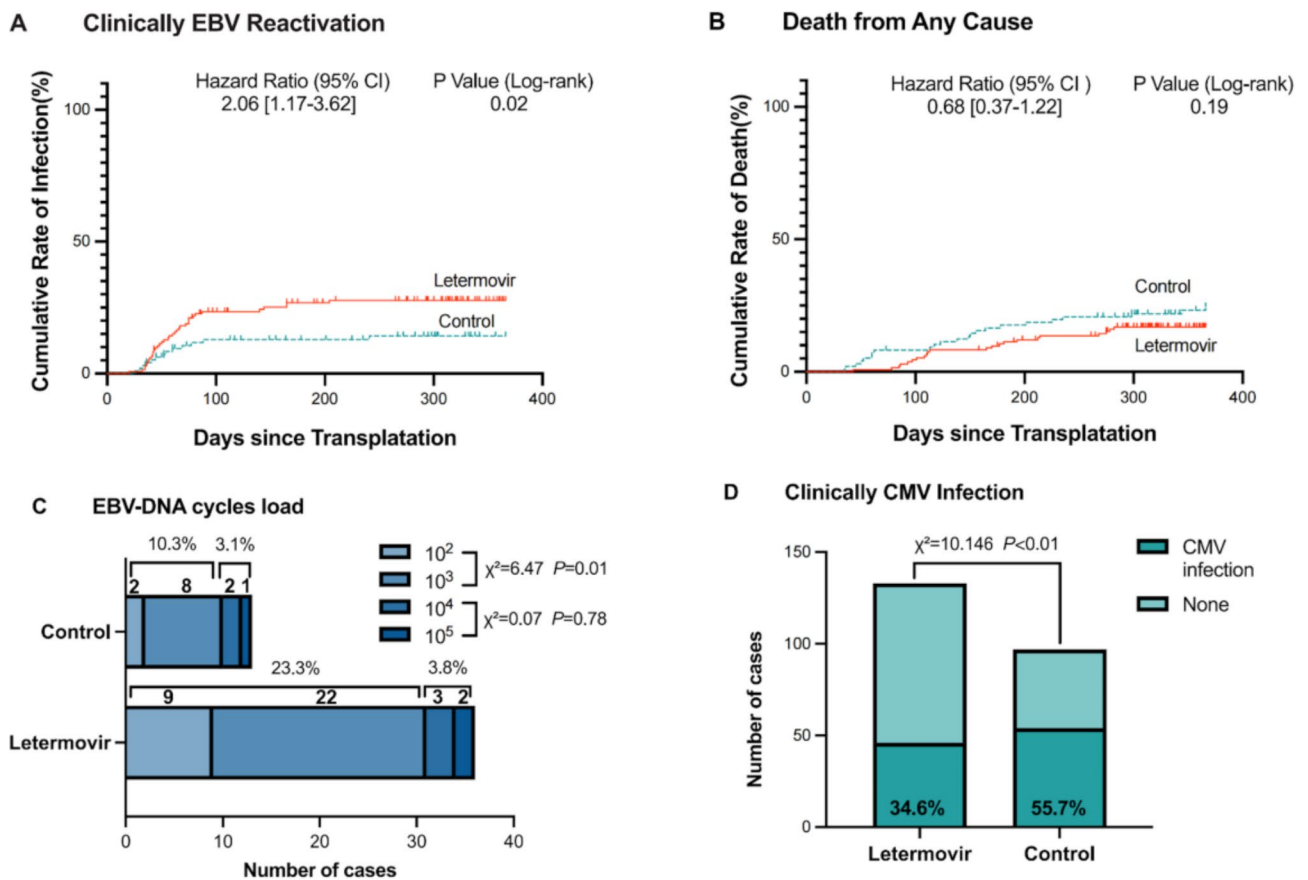 A Clinically EBV Reactivation
Hazard Ratio (95% CI) P Value (Log-rank)
2.06 [1.17-3.62] 0.02
Cumulative Rate of Infection(%)
100
50
0
Letermovir
Control
0 100 200 300 400
Days since Transplatation
B Death from Any Cause
Hazard Ratio (95% CI ) P Value (Log-rank)
0.68 [0.37-1.22] 0.19
Cumulative Rate of Death(%)
100
50
0
Control
Letermovir
0 100 200 300 400
Days since Transplatation
C EBV-DNA cycles load
10.3% 3.1%
2 8 2 1
Control
10²
10³
χ²=6.47 P=0.01
10⁴
10⁵
χ²=0.07 P=0.78
23.3% 3.8%
9 22 3 2
Letermovir
0 10 20 30 40
Number of cases
D Clinically CMV Infection
χ²=10.146 P<0.01
CMV
infection
None
Number of cases
150
100
50
0
34.6% 55.7%
Letermovir Control